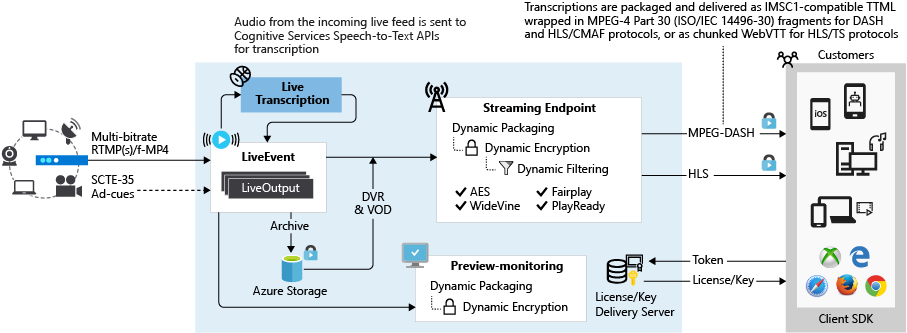 Transcriptions are packaged and delivered as IMSC1-compatible TTML
wrapped in MPEG-4 Part 30 (ISO/IEC 14496-30) fragments for DASH
and HLS/CMAF protocols, or as chunked WebVTT for HLS/TS protocols
Audio from the incoming live feed is sent to
Cognitive Services Speech-to-Text APIs
for transcription
Customers
Live
Transcription
Streaming Endpoint
Dynamic Packaging
Dynamic Encryption
Dynamic Filtering
AES
Fairplay
WideVine
PlayReady
MPEG-DASH
HLS
iOS
Multi-bitrate
RTMP(s)/f-MP4
SCTE-35
Ad-cues
LiveEvent
LiveOutput
DVR
& VOD
Archive
Azure Storage
Preview-monitoring
Dynamic Packaging
Dynamic Encryption
License/Key
Delivery Server
Token
License/Key
Client SDK